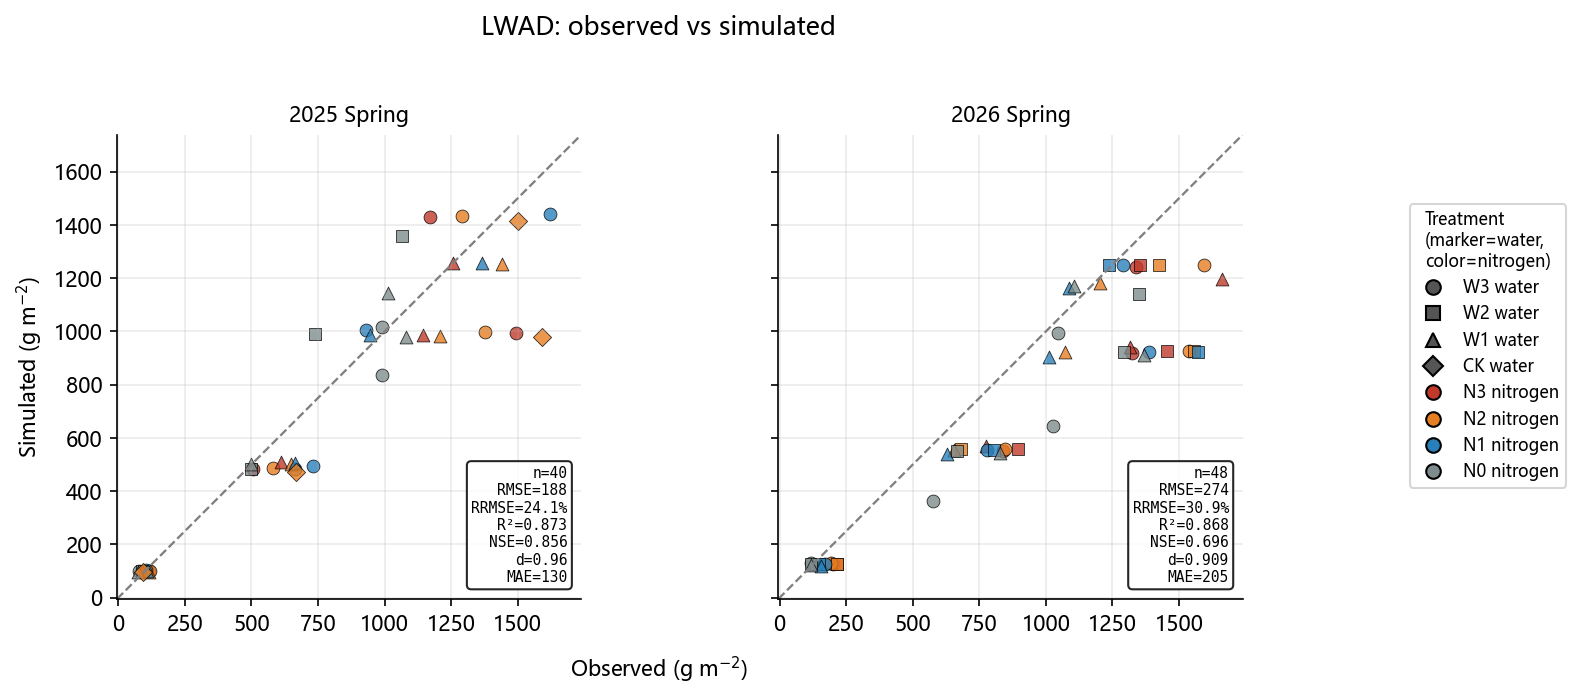 LWAD: observed vs simulated
2025 Spring
2026 Spring
Simulated (g m⁻²)
1600
1400
1200
1000
800
600
400
200
0
0 250 500 750 1000 1250 1500
n=40
RMSE=188
RRMSE=24.1%
R²=0.873
NSE=0.856
d=0.96
MAE=130
0 250 500 750 1000 1250 1500
n=48
RMSE=274
RRMSE=30.9%
R²=0.868
NSE=0.696
d=0.909
MAE=205
Observed (g m⁻²)
Treatment
(marker=water,
color=nitrogen)
W3 water
W2 water
W1 water
CK water
N3 nitrogen
N2 nitrogen
N1 nitrogen
N0 nitrogen